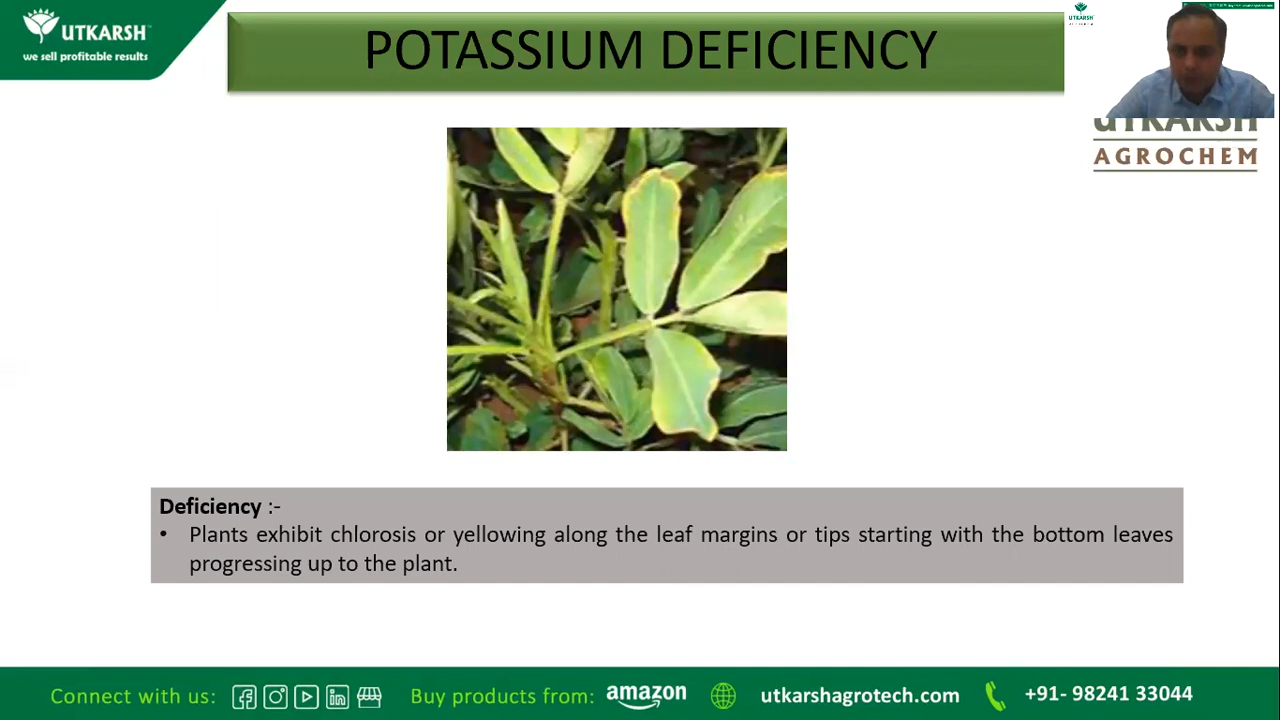 UTKARSH
we sell profitable results
POTASSIUM DEFICIENCY
UTKARSH
AGROCHEM
Deficiency :-
• Plants exhibit chlorosis or yellowing along the leaf margins or tips starting with the bottom leaves
progressing up to the plant.
Connect with us:
Buy products from: amazon
utkarshagrotech.com
+91- 98241 33044